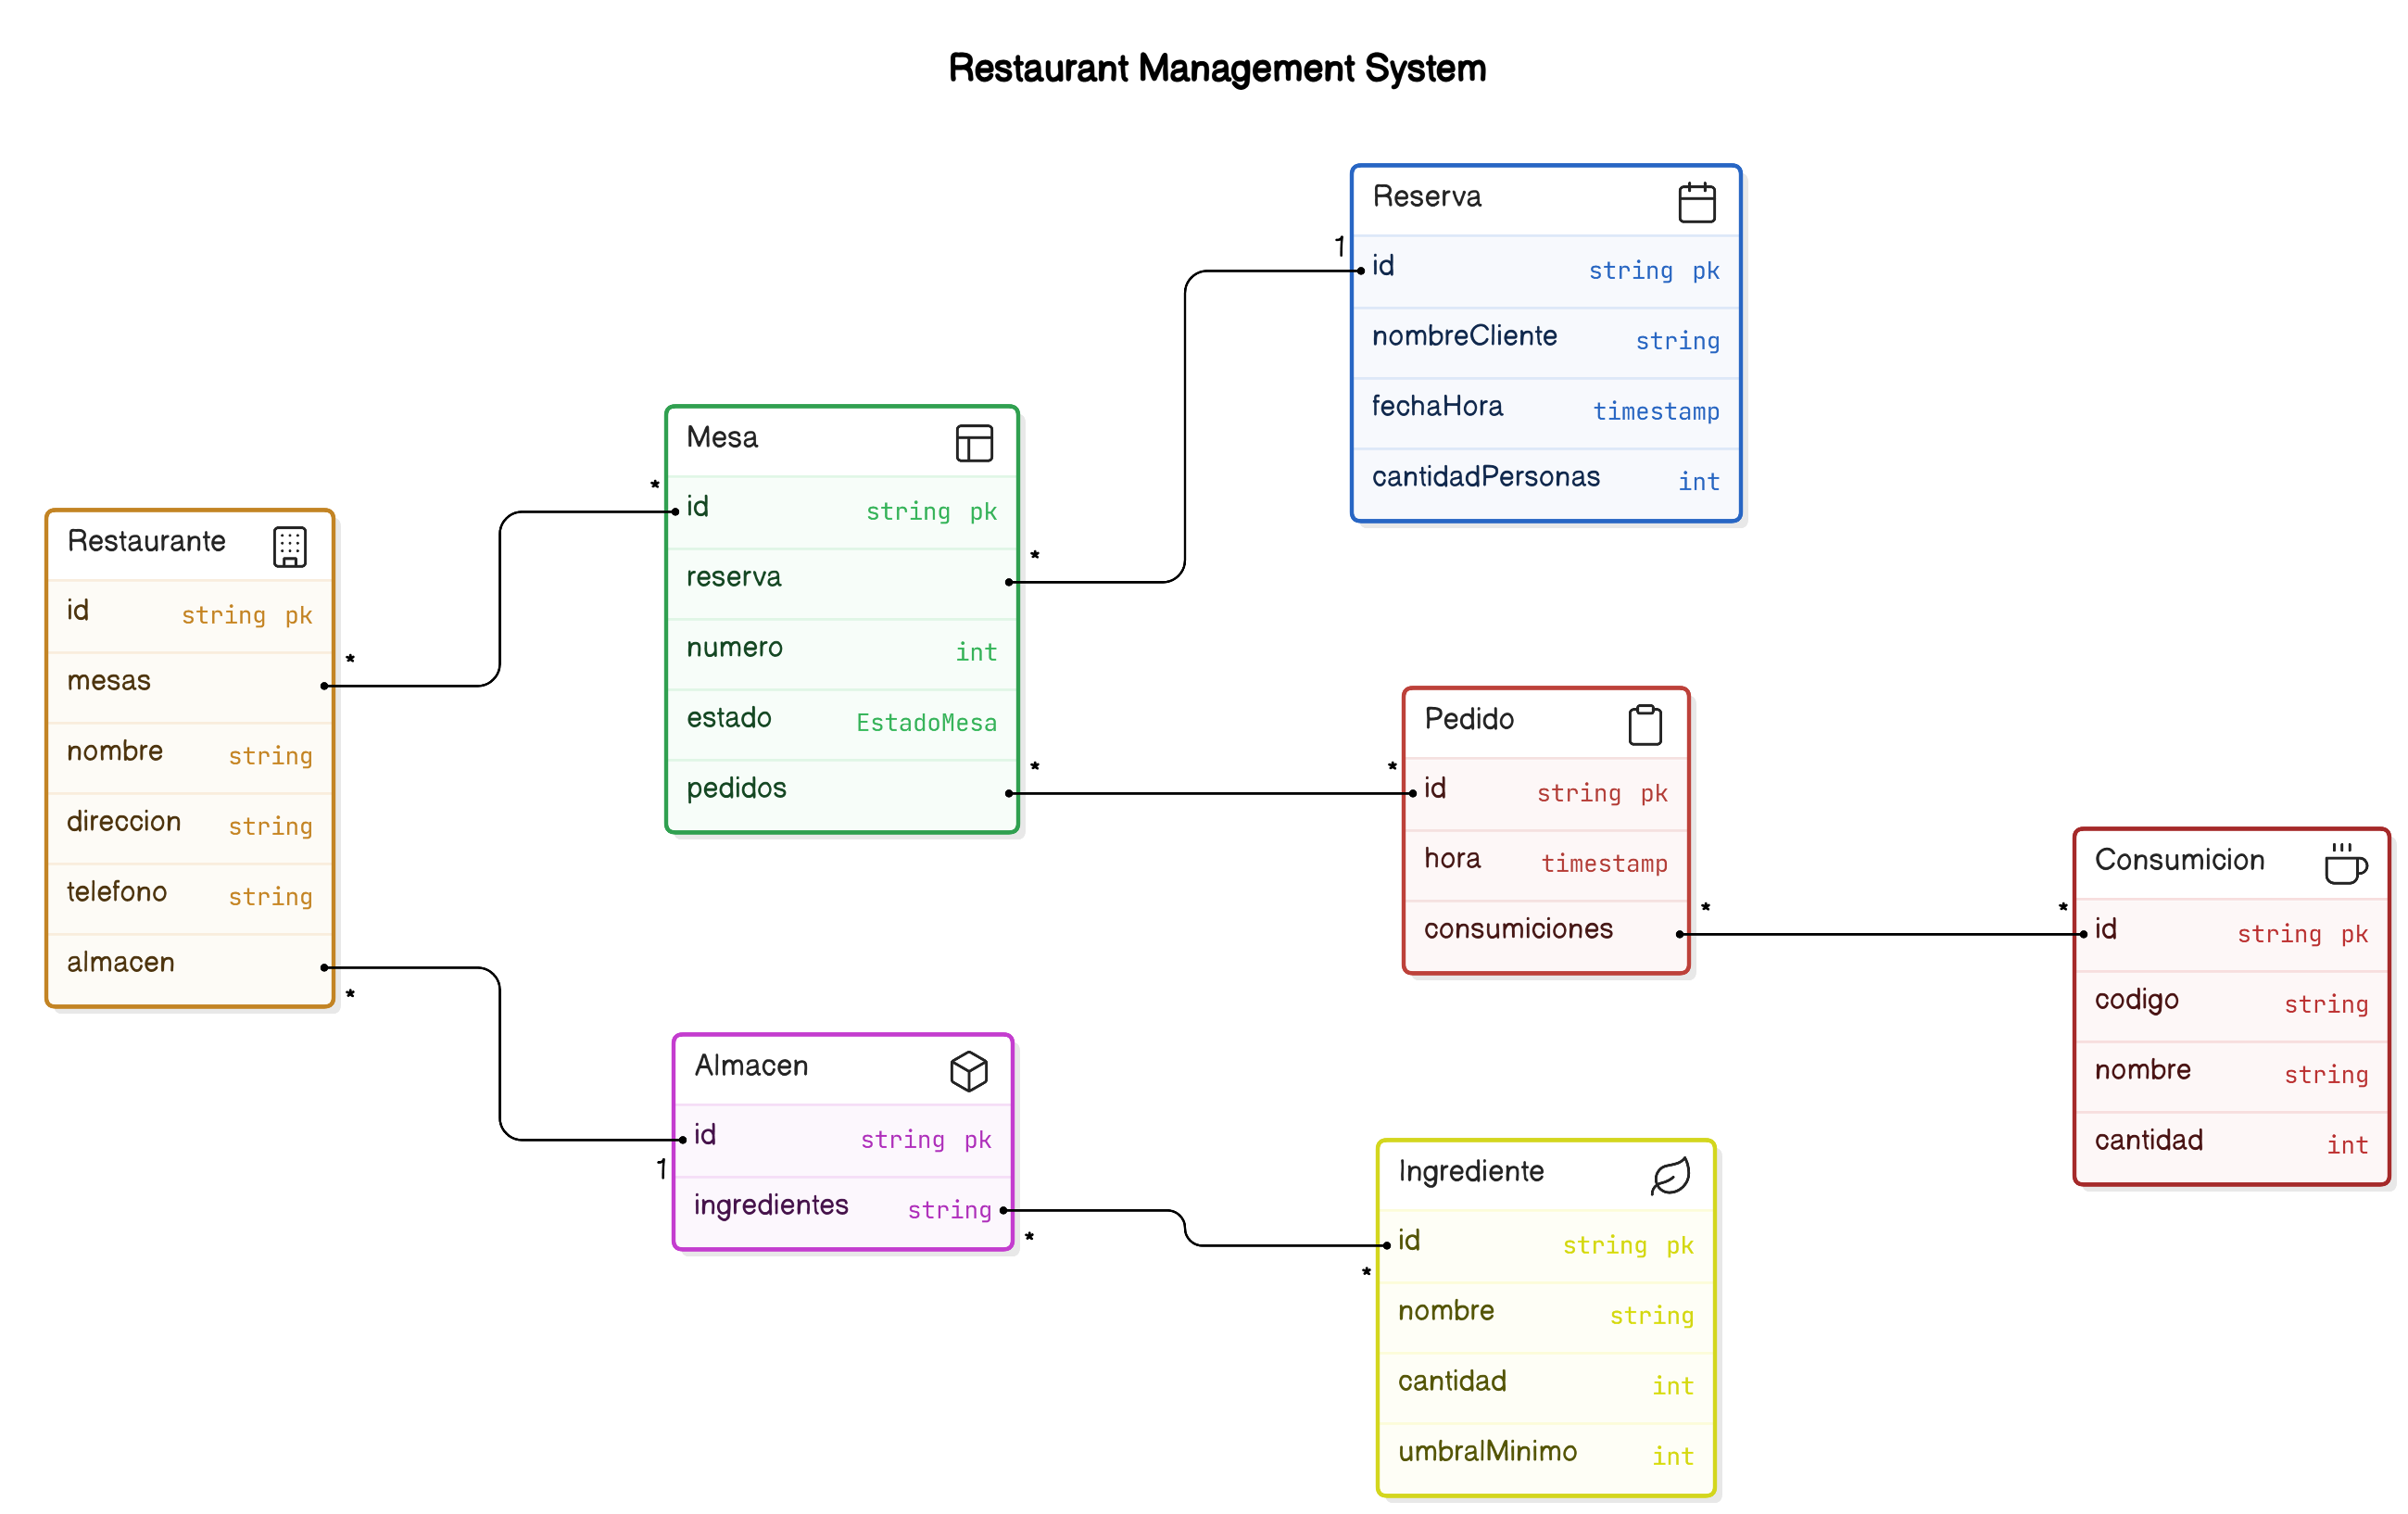 Restaurant Management System
Reserva
1
id string pk
nombreCliente string
fechaHora timestamp
cantidadPersonas int
Mesa
*
id string pk
*
reserva
numero int
estado EstadoMesa
*
pedidos
Restaurante
id string pk
*
mesas
nombre string
direccion string
telefono string
almacen
*
Pedido
*
id string pk
hora timestamp
*
consumiciones
Consumicion
*
id string pk
codigo string
nombre string
cantidad int
Almacen
id string pk
1
ingredientes string
*
Ingrediente
id string pk
*
nombre string
cantidad int
umbralMinimo int